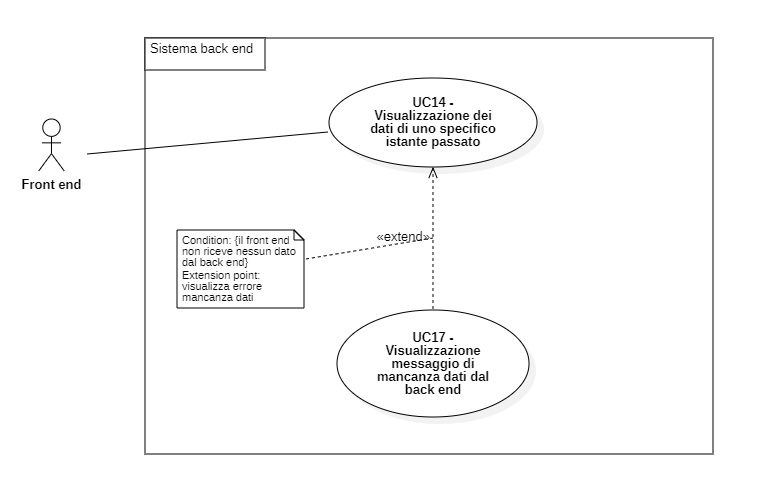 Sistema back end
UC14 -
Visualizzazione dei
dati di uno specifico
istante passato
Front end
«extend»
Condition: {il front end
non riceve nessun dato
dal back end}
Extension point:
visualizza errore
mancanza dati
UC17 -
Visualizzazione
messaggio di
mancanza dati dal
back end